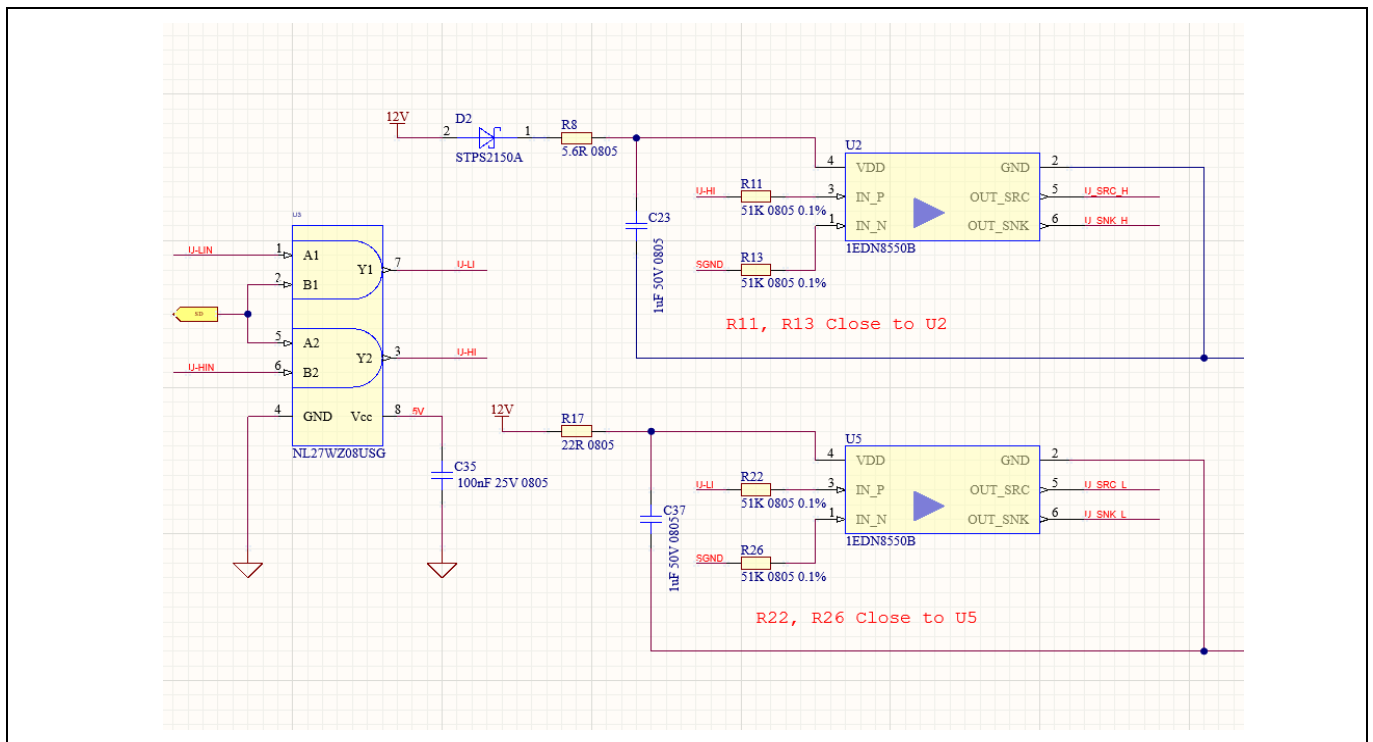 12V
D2
2
1
STPS2150A
R8
5.6R 0805
C23
1uF 50V 0805
U2
4
VDD
GND
2
U-HI
R11
51K 0805 0.1%
3
IN_P
OUT_SRC
5
U_SRC_H
1
IN_N
OUT_SNK
6
U_SNK_H
1EDN8550B
SGND
R13
51K 0805 0.1%
R11, R13 Close to U2
U3
U-LIN
1
A1
Y1
7
U-LI
2
B1
SD
5
A2
Y2
3
U-HI
U-HIN
6
B2
4
GND
Vcc
8
5V
NL27WZ08USG
C35
100nF 25V 0805
12V
R17
22R 0805
C37
1uF 50V 0805
U5
4
VDD
GND
2
U-LI
R22
51K 0805 0.1%
3
IN_P
OUT_SRC
5
U_SRC_L
1
IN_N
OUT_SNK
6
U_SNK_L
1EDN8550B
SGND
R26
51K 0805 0.1%
R22, R26 Close to U5